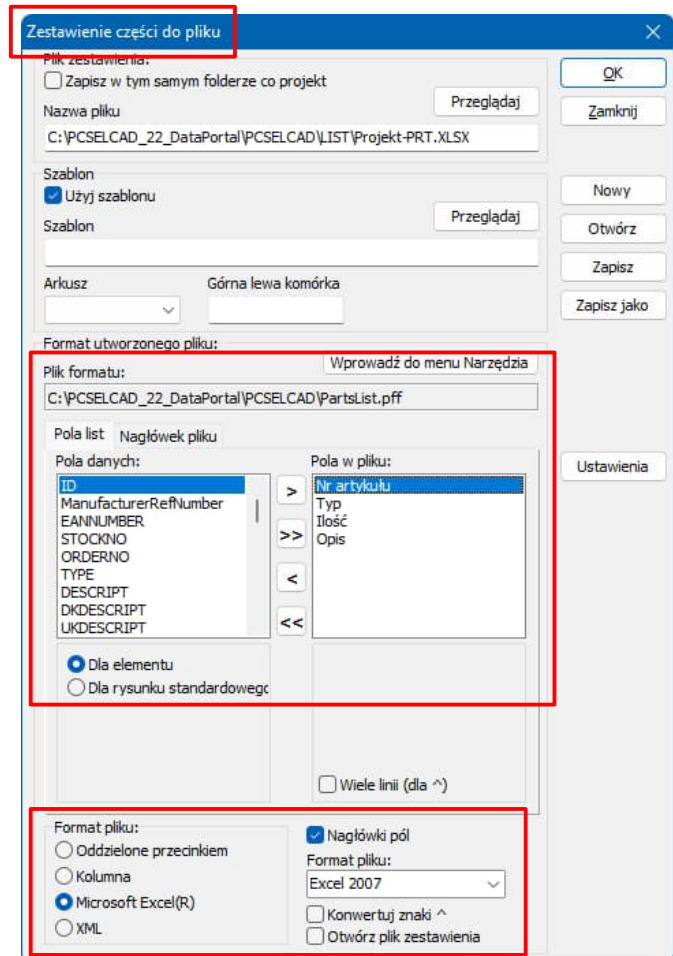 Zestawienie części do pliku
Plik zestawienia:
Zapisz w tym samym folderze co projekt
Nazwa pliku
Przeglądaj
C:\PCSELCAD_22_DataPortal\PCSELCAD\LIST\Projekt-PRT.XLSX
OK
Zamknij
Szablon
Użyj szablonu
Szablon
Przeglądaj
Arkusz
Górna lewa komórka
Nowy
Otwórz
Zapisz
Zapisz jako
Format utworzonego pliku:
Plik formatu:
Wprowadź do menu Narzędzia
C:\PCSELCAD_22_DataPortal\PCSELCAD\PartsList.pff
Pola list
Nagłówek pliku
Pola danych:
ID
ManufacturerRefNumber
EANNUMBER
STOCKNO
ORDERNO
TYPE
DESCRIPT
DKDESCRIPT
UKDESCRIPT
>
>>
<
<<
Pola w pliku:
Nr artykułu
Typ
Ilość
Opis
Ustawienia
Dla elementu
Dla rysunku standardowegc
Wiele linii (dla ^)
Format pliku:
Oddzielone przecinkiem
Kolumna
Microsoft Excel(R)
XML
Nagłówki pól
Format pliku:
Excel 2007
Konwertuj znaki ^
Otwórz plik zestawienia